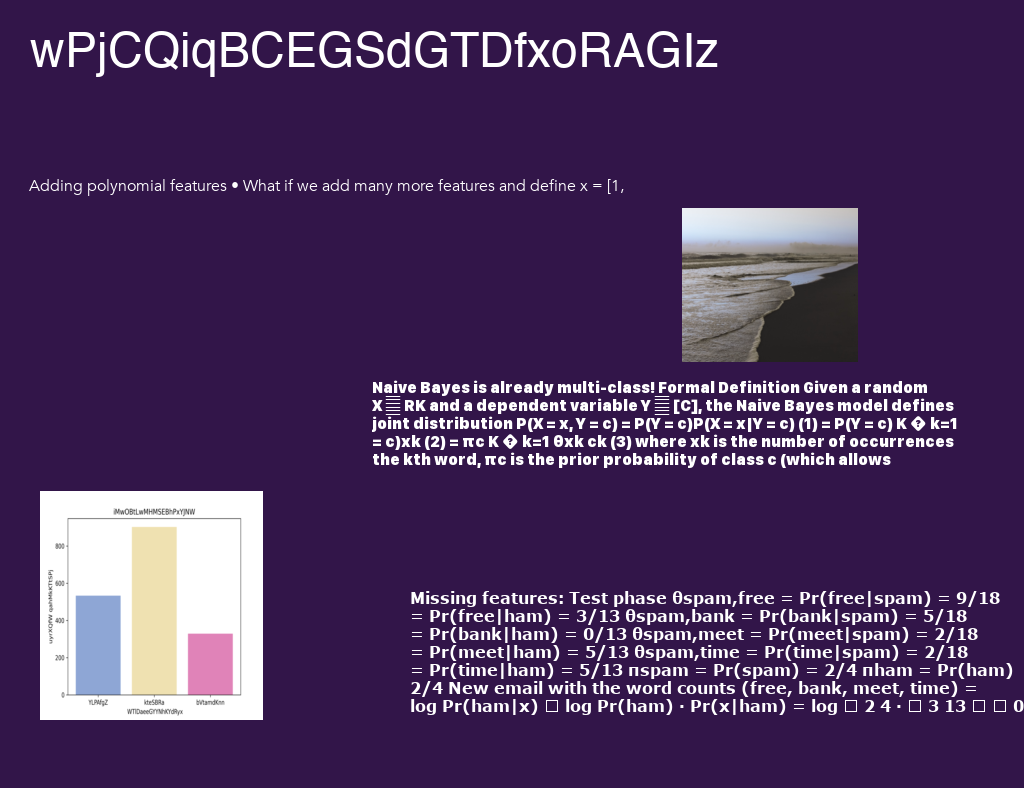 wPjCQiqBCEGSdGTDfxoRAGIz
Adding polynomial features • What if we add many more features and define x = [1,
Naive Bayes is already multi-class! Formal Definition Given a random
X RK and a dependent variable Y [C], the Naive Bayes model defines
joint distribution P(X = x, Y = c) = P(Y = c)P(X = x|Y = c) (1) = P(Y = c) K � k=1
= c)xk (2) = πc K � k=1 θxk ck (3) where xk is the number of occurrences
the kth word, πc is the prior probability of class c (which allows
iMwOBtLwMHMSEBhPxYJNW
800
600
400
200
0
YLPAfgZ kteSBRa bVtamdKnn
WTlDaeeGYYNhKYdRyx
Missing features: Test phase θspam,free = Pr(free|spam) = 9/18
= Pr(free|ham) = 3/13 θspam,bank = Pr(bank|spam) = 5/18
= Pr(bank|ham) = 0/13 θspam,meet = Pr(meet|spam) = 2/18
= Pr(meet|ham) = 5/13 θspam,time = Pr(time|spam) = 2/18
= Pr(time|ham) = 5/13 πspam = Pr(spam) = 2/4 πham = Pr(ham)
2/4 New email with the word counts (free, bank, meet, time) =
log Pr(ham|x) □ log Pr(ham) · Pr(x|ham) = log □ 2 4 · □ 3 13 □ □ 0